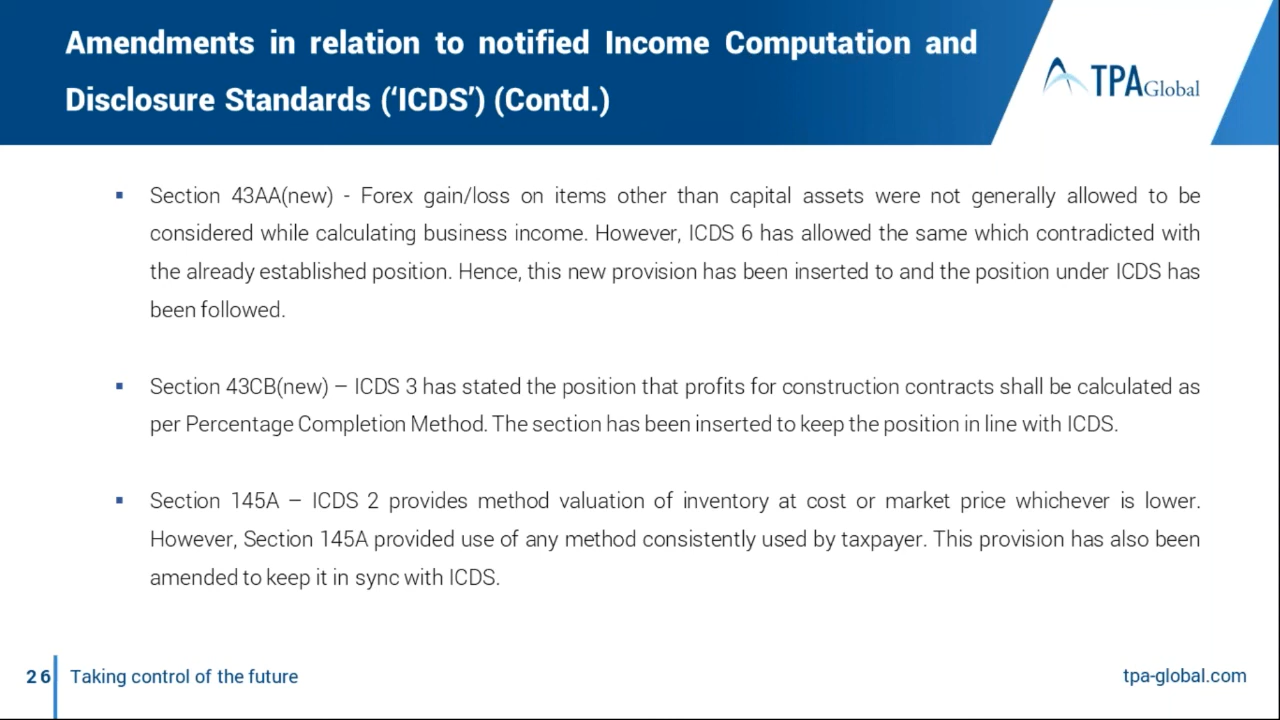 Amendments in relation to notified Income Computation and
Disclosure Standards (‘ICDS’) (Contd.)
TPAGlobal
Section 43AA(new) - Forex gain/loss on items other than capital assets were not generally allowed to be
considered while calculating business income. However, ICDS 6 has allowed the same which contradicted with
the already established position. Hence, this new provision has been inserted to and the position under ICDS has
been followed.
Section 43CB(new) – ICDS 3 has stated the position that profits for construction contracts shall be calculated as
per Percentage Completion Method. The section has been inserted to keep the position in line with ICDS.
Section 145A – ICDS 2 provides method valuation of inventory at cost or market price whichever is lower.
However, Section 145A provided use of any method consistently used by taxpayer. This provision has also been
amended to keep it in sync with ICDS.
26 Taking control of the future
tpa-global.com